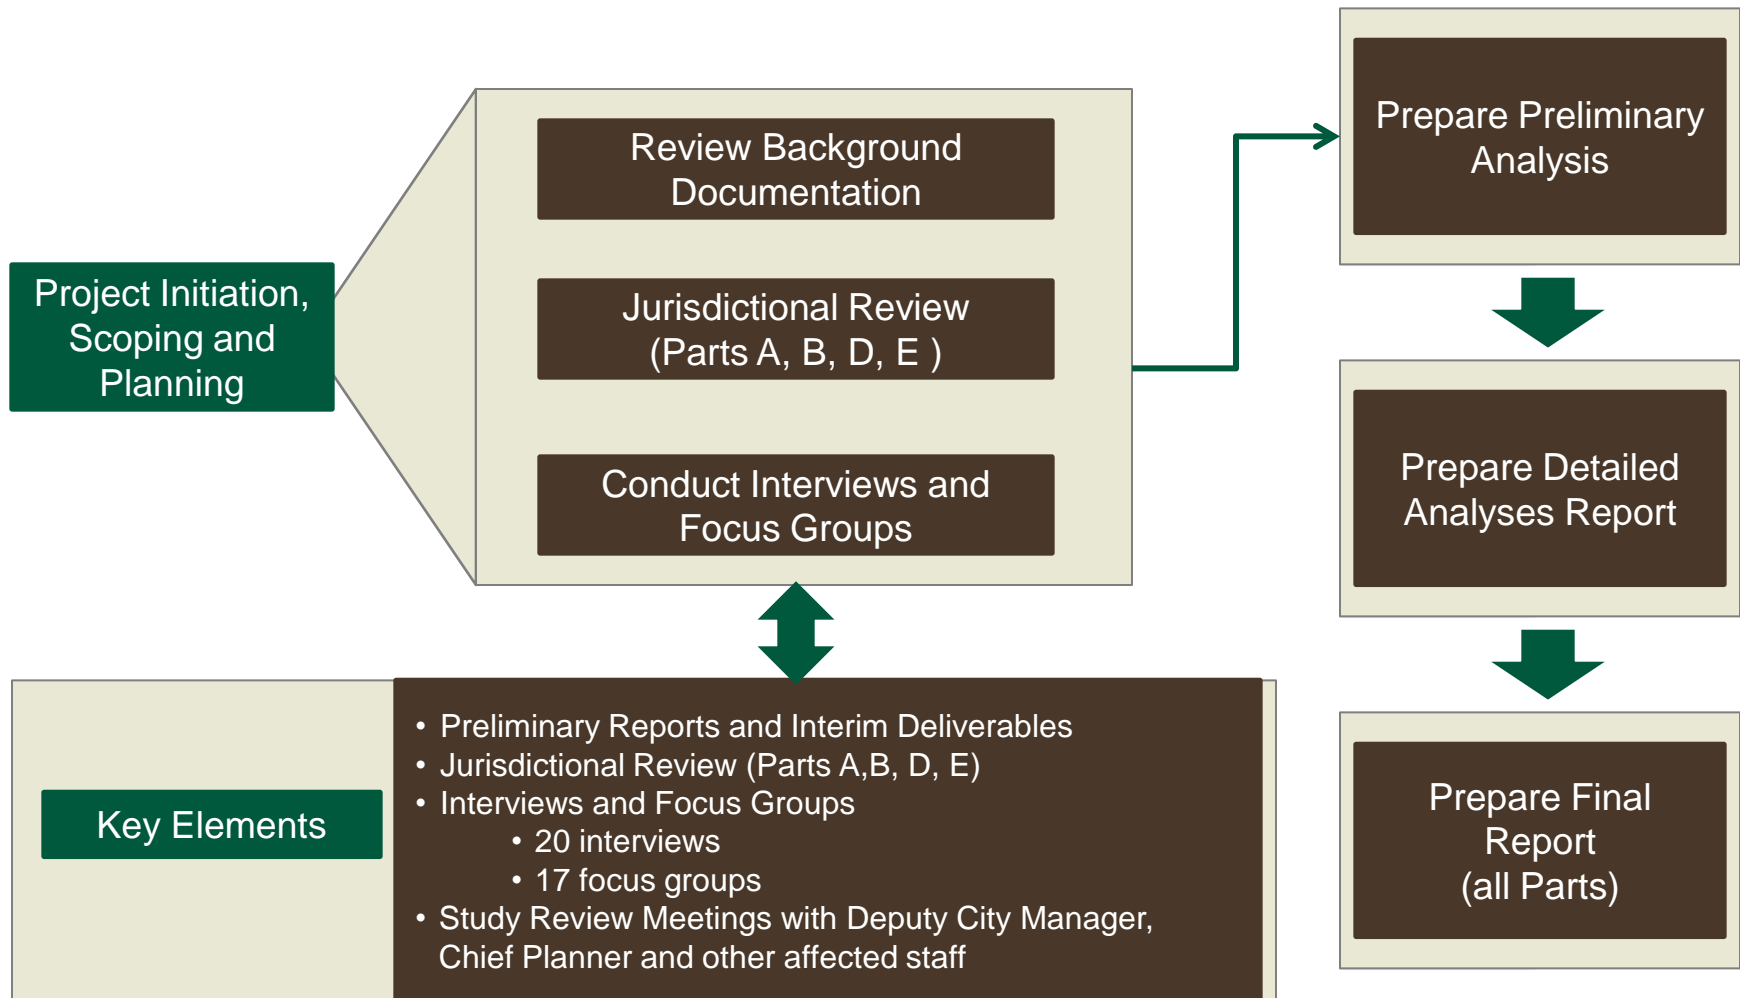 Project Initiation,
Scoping and
Planning
Review Background
Documentation
Jurisdictional Review
(Parts A, B, D, E )
Conduct Interviews and
Focus Groups
Prepare Preliminary
Analysis
Prepare Detailed
Analyses Report
Prepare Final
Report
(all Parts)
Key Elements
• Preliminary Reports and Interim Deliverables
• Jurisdictional Review (Parts A,B, D, E)
• Interviews and Focus Groups
• 20 interviews
• 17 focus groups
• Study Review Meetings with Deputy City Manager,
Chief Planner and other affected staff